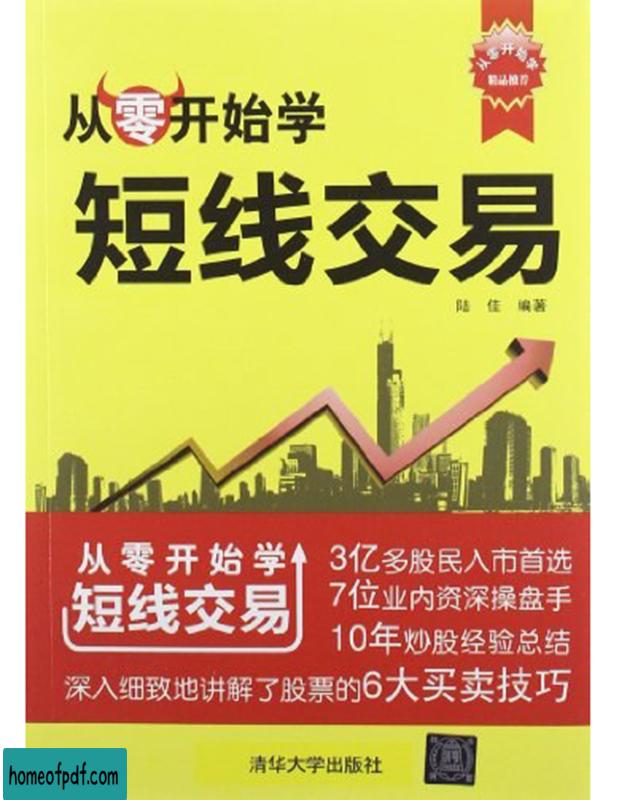 从零开始学
精品推荐
从零开始学
短线交易
陆 佳 编著
从零开始学
短线交易
3亿多股民入市首选
7位业内资深操盘手
10年炒股经验总结
深入细致地讲解了股票的6大买卖技巧
清华大学出版社
homeofpdf.com